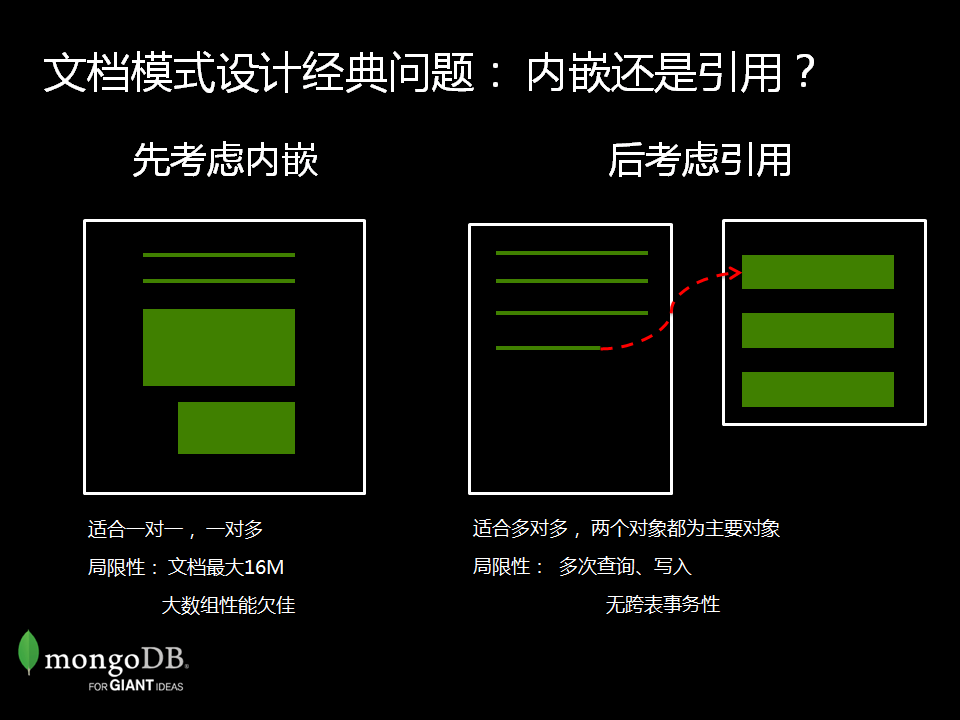 文档模式设计经典问题： 内嵌还是引用？
先考虑内嵌
后考虑引用
适合一对一 ，一对多
局限性： 文档最大16M
大数组性能欠佳
适合多对多 ，两个对象都为主要对象
局限性： 多次查询、写入
无跨表事务性
mongoDB®
FOR GIANT IDEAS